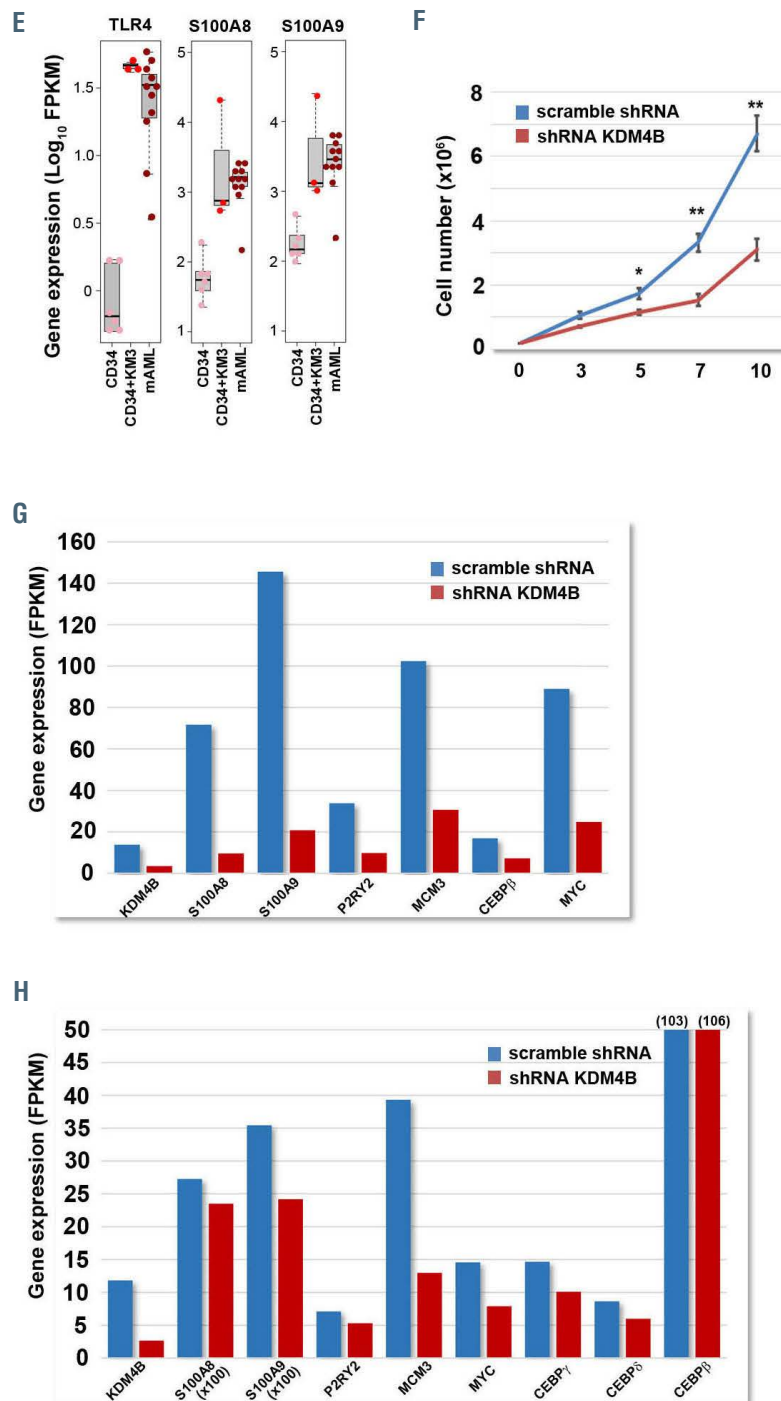 E
TLR4
S100A8
S100A9
Gene expression (Log10 FPKM)
1.5
1.0
0.5
0
5
4
3
2
1
5
4
3
2
1
CD34
CD34+KM3
mAML
CD34
CD34+KM3
mAML
CD34
CD34+KM3
mAML
F
Cell number (x10⁶)
8
6
4
2
0
scramble shRNA
shRNA KDM4B
*
**
**
0 3 5 7 10
G
Gene expression (FPKM)
160
140
120
100
80
60
40
20
0
scramble shRNA
shRNA KDM4B
KDM4B
S100A8
S100A9
P2RY2
MCM3
CEBPβ
MYC
H
Gene expression (FPKM)
50
45
40
35
30
25
20
15
10
5
0
(103) (106)
scramble shRNA
shRNA KDM4B
KDM4B
S100A8
(x100)
S100A9
(x100)
P2RY2
MCM3
MYC
CEBPγ
CEBPδ
CEBPβ